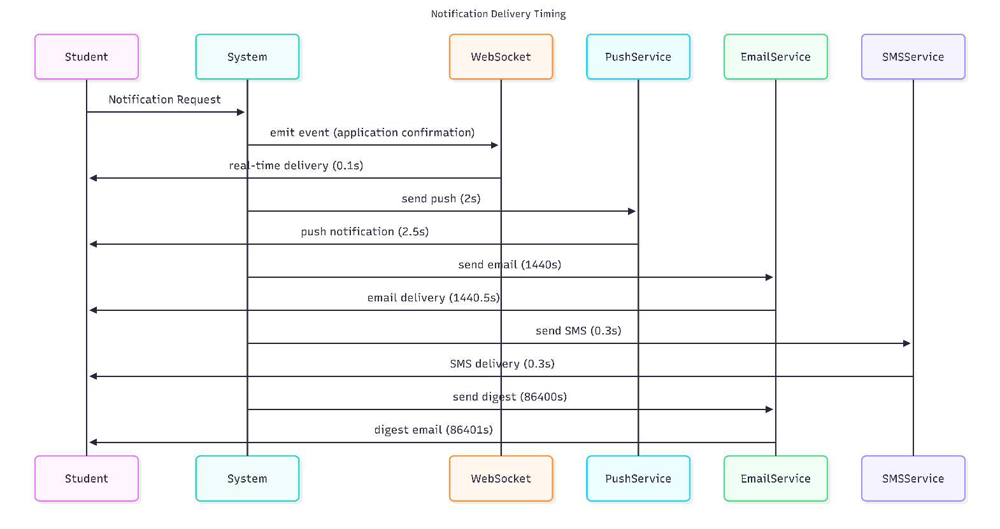 Notification Delivery Timing
Student
System
WebSocket
PushService
EmailService
SMSService
Notification Request
emit event (application confirmation)
real-time delivery (0.1s)
send push (2s)
push notification (2.5s)
send email (1440s)
email delivery (1440.5s)
send SMS (0.3s)
SMS delivery (0.3s)
send digest (86400s)
digest email (86401s)
Student
System
WebSocket
PushService
EmailService
SMSService